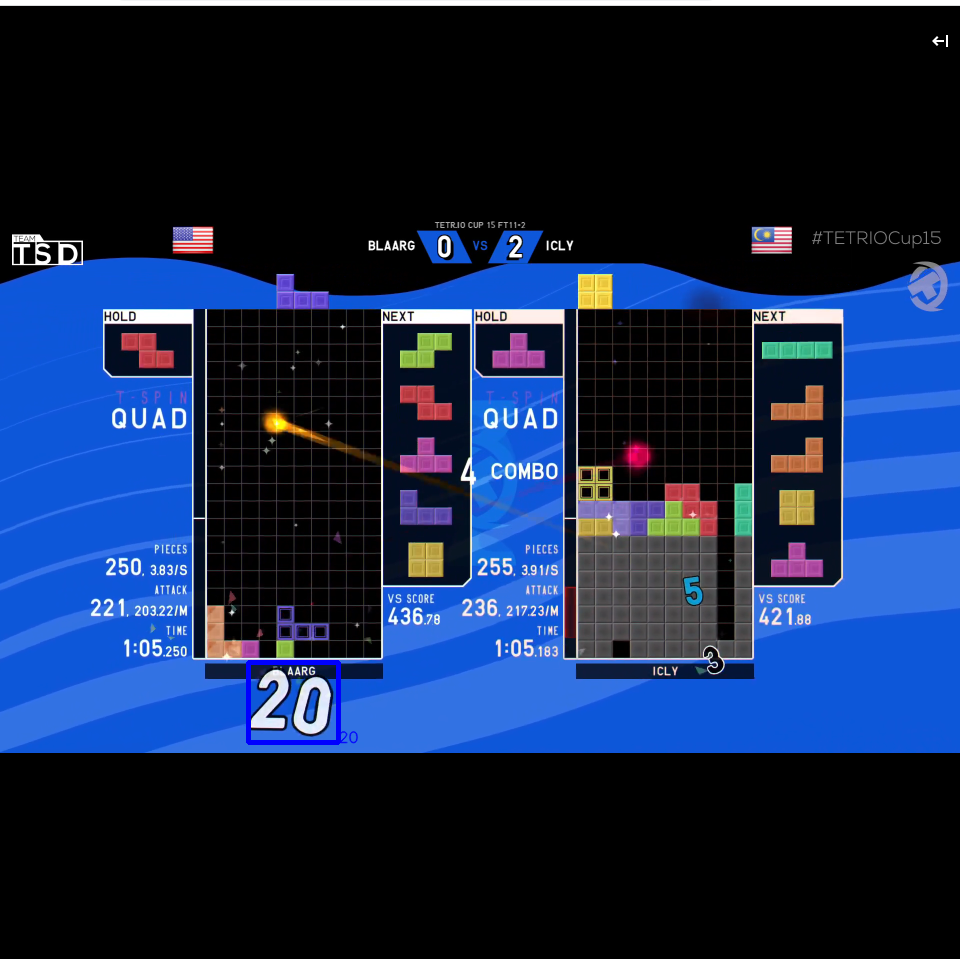 TETR.IO CUP 15 FT11-2
BLAARG 0 VS 2 ICLY
#TETRIOCup15
TEAM
TSD
HOLD
NEXT
HOLD
NEXT
T-SPIN
QUAD
T-SPIN
QUAD
4 COMBO
PIECES
250, 3.83/S
ATTACK
221, 203.22/M
TIME
1:05.250
VS SCORE
436.78
PIECES
255, 3.91/S
ATTACK
236, 217.23/M
TIME
1:05.183
VS SCORE
421.88
5
3
BLAARG
ICLY
20
20